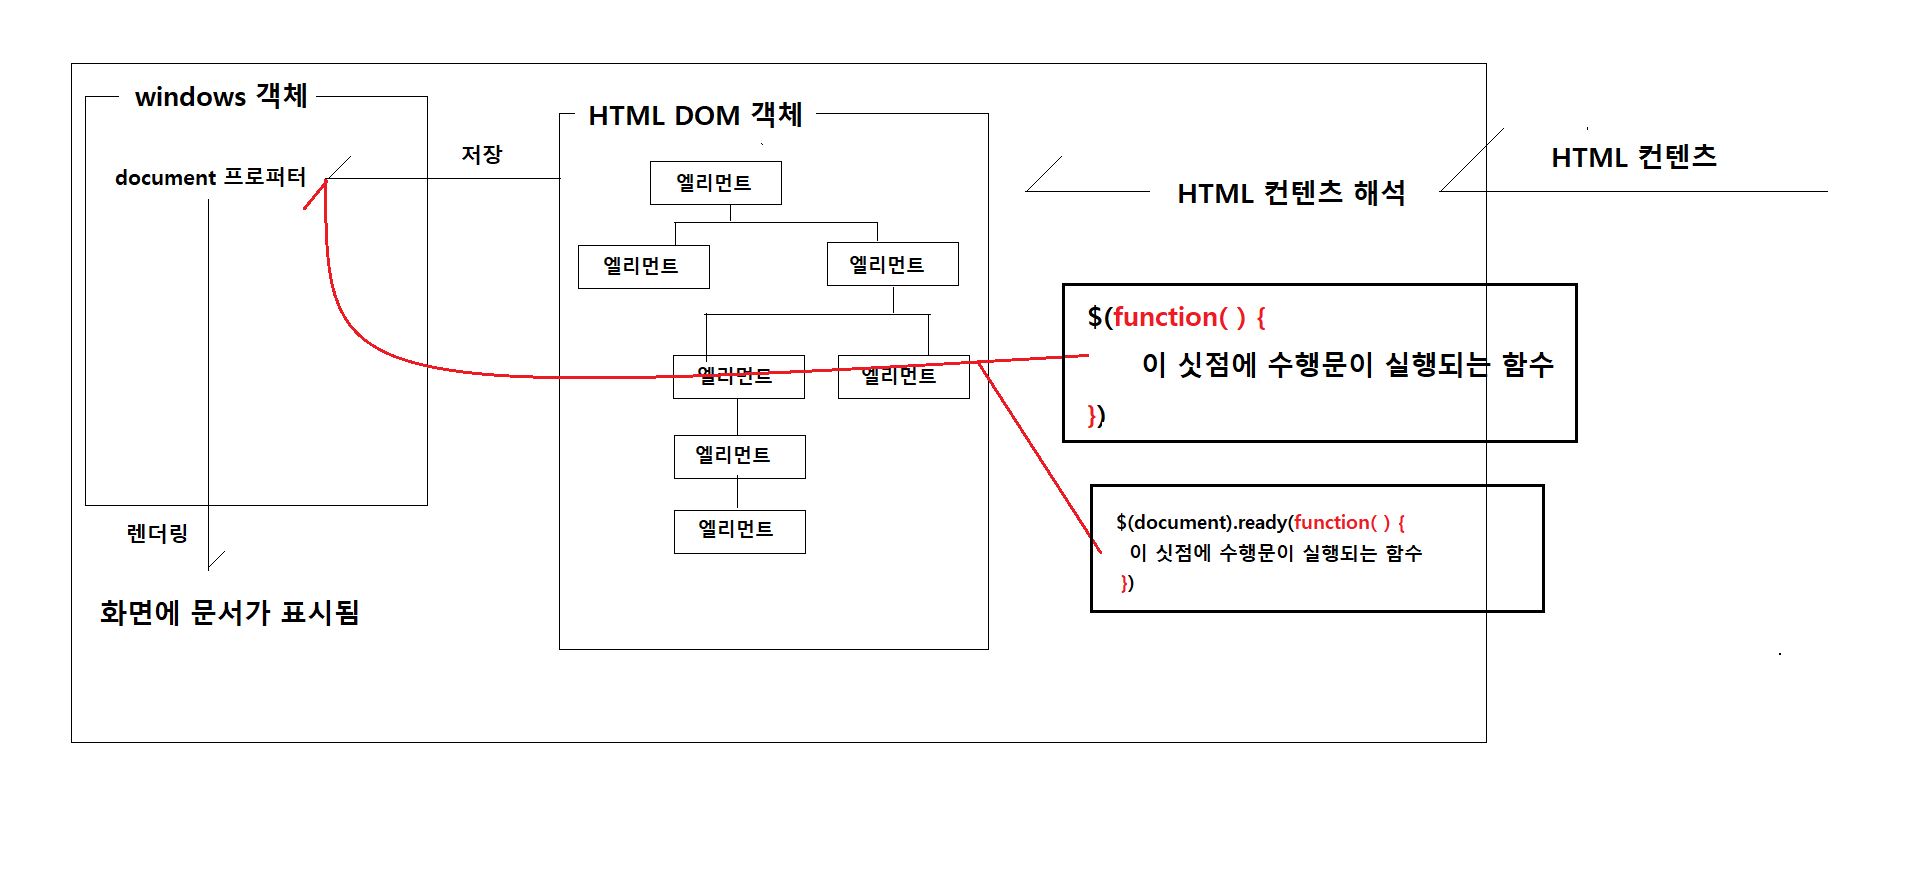 windows 객체
document 프로퍼터
저장
렌더링
화면에 문서가 표시됨
HTML DOM 객체
엘리먼트
엘리먼트
엘리먼트
엘리먼트
엘리먼트
엘리먼트
엘리먼트
HTML 컨텐츠 해석
HTML 컨텐츠
$(function( ) {
이 싯점에 수행문이 실행되는 함수
})
$(document).ready(function( ) {
이 싯점에 수행문이 실행되는 함수
})